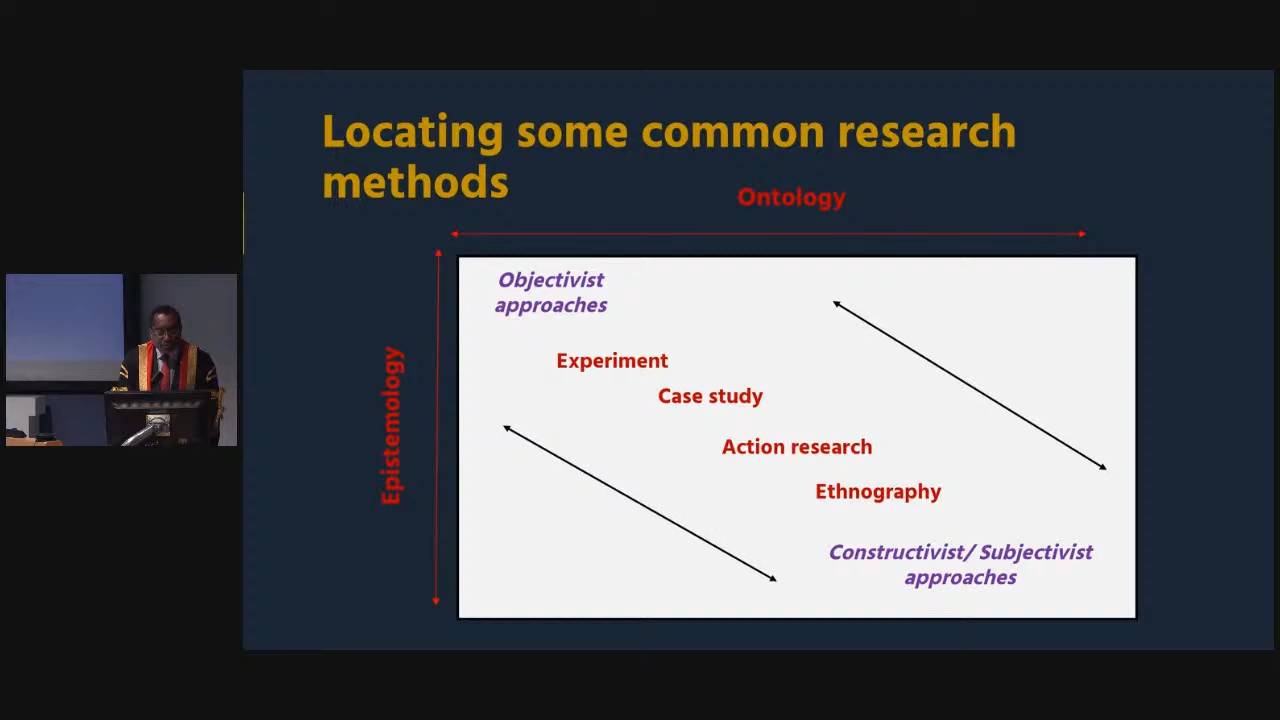 Locating some common research
methods
Ontology
Epistemology
Objectivist
approaches
Experiment
Case study
Action research
Ethnography
Constructivist/ Subjectivist
approaches